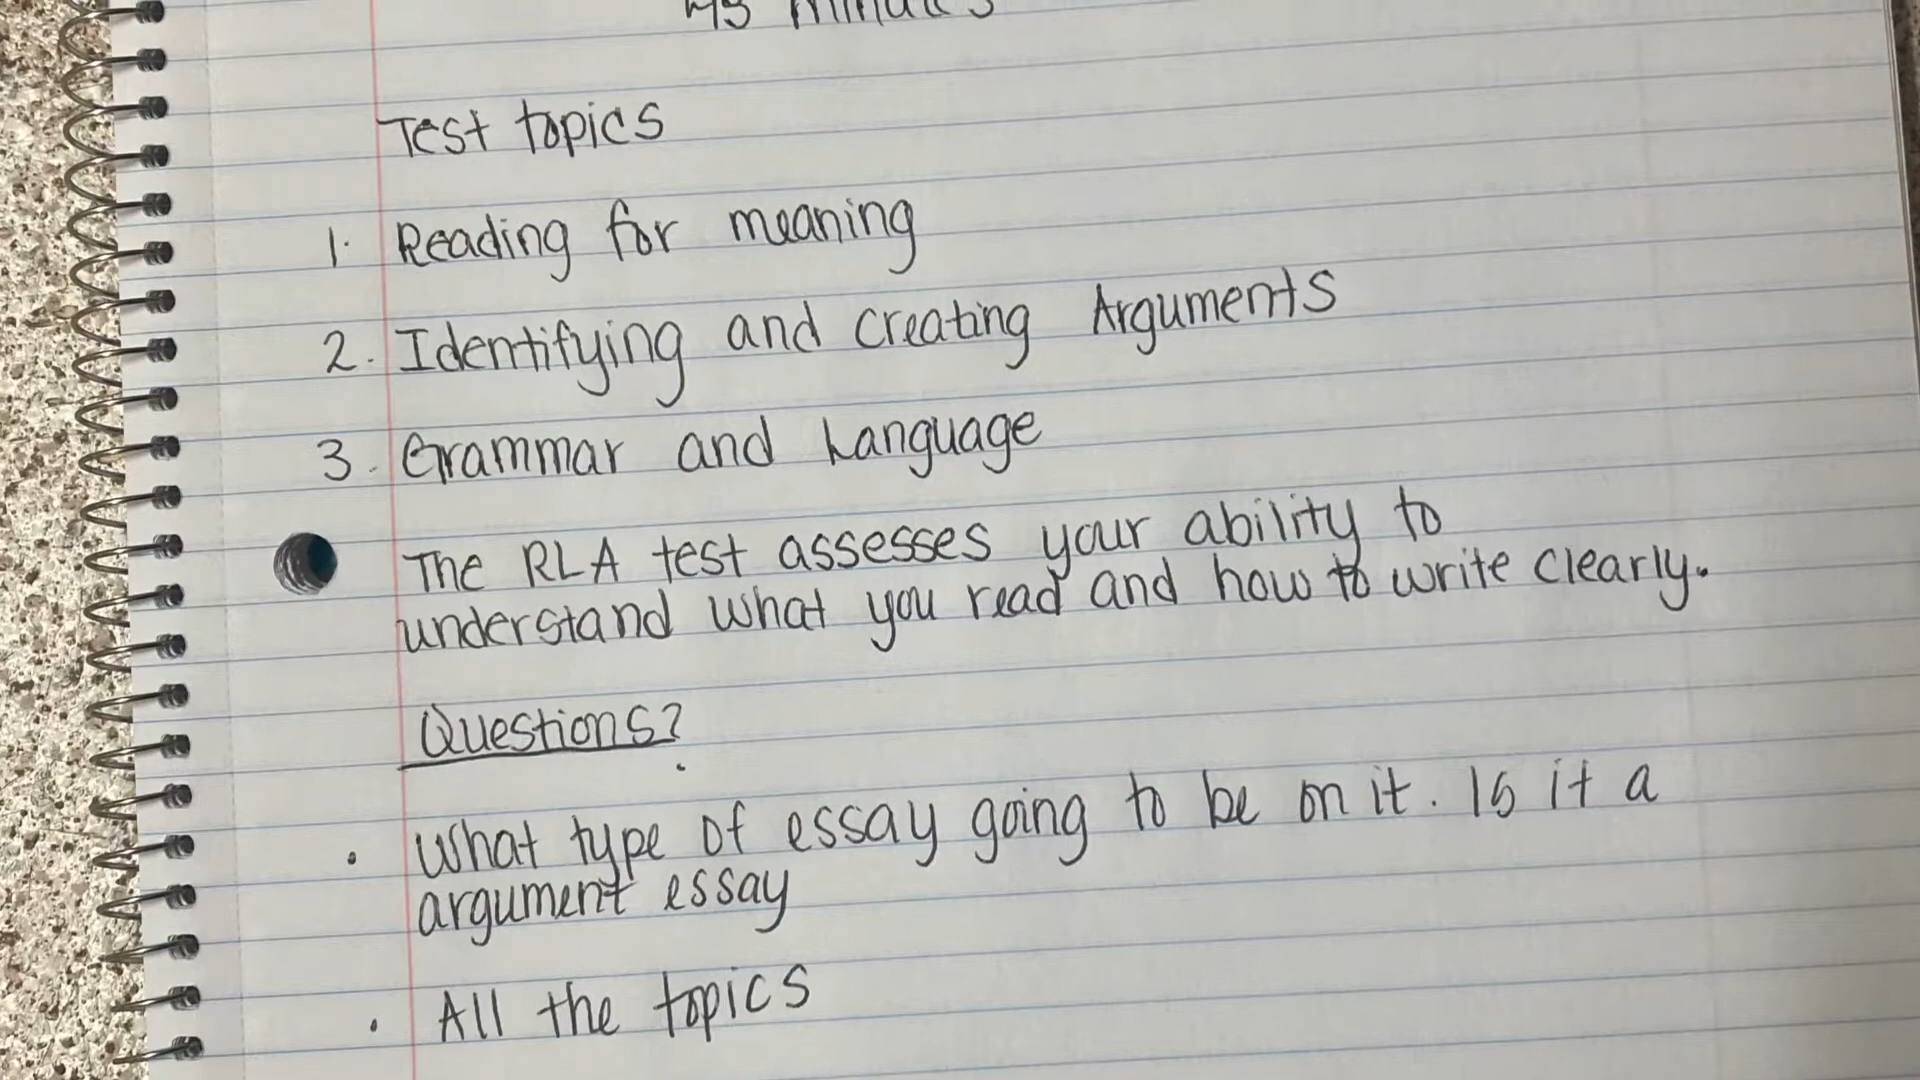 45 minutes
Test topics
1. Reading for meaning
2. Identifying and creating Arguments
3. Grammar and Language
The RLA test assesses your ability to
understand what you read and how to write clearly.
Questions?
. What type of essay going to be on it. Is it a
argument essay
. All the topics